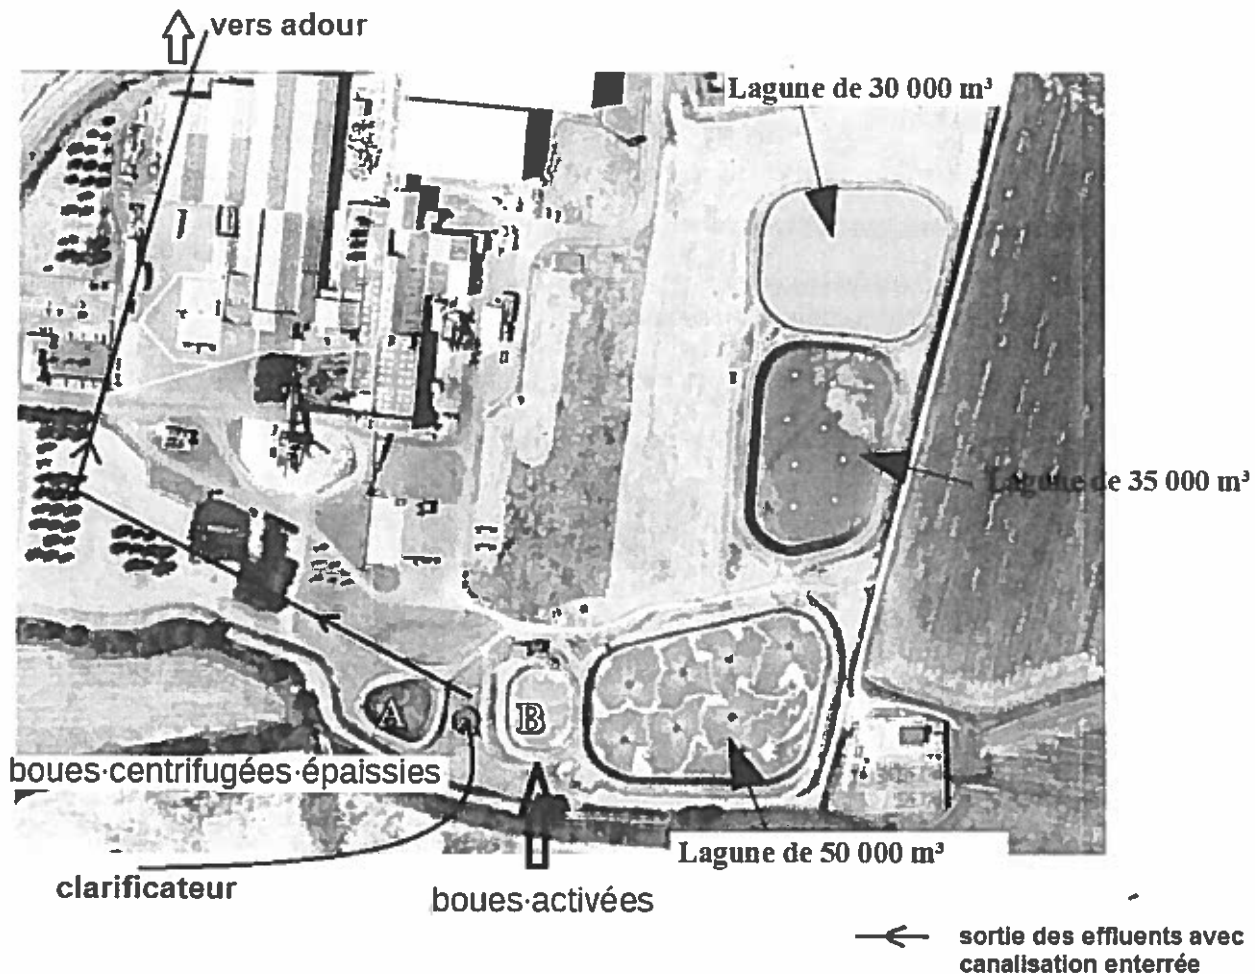 vers adour
Lagune de 30 000 m³
Lagune de 35 000 m³
A
B
boues·centrifugées·épaissies
Lagune de 50 000 m³
clarificateur
boues·activées
sortie des effluents avec
canalisation enterrée